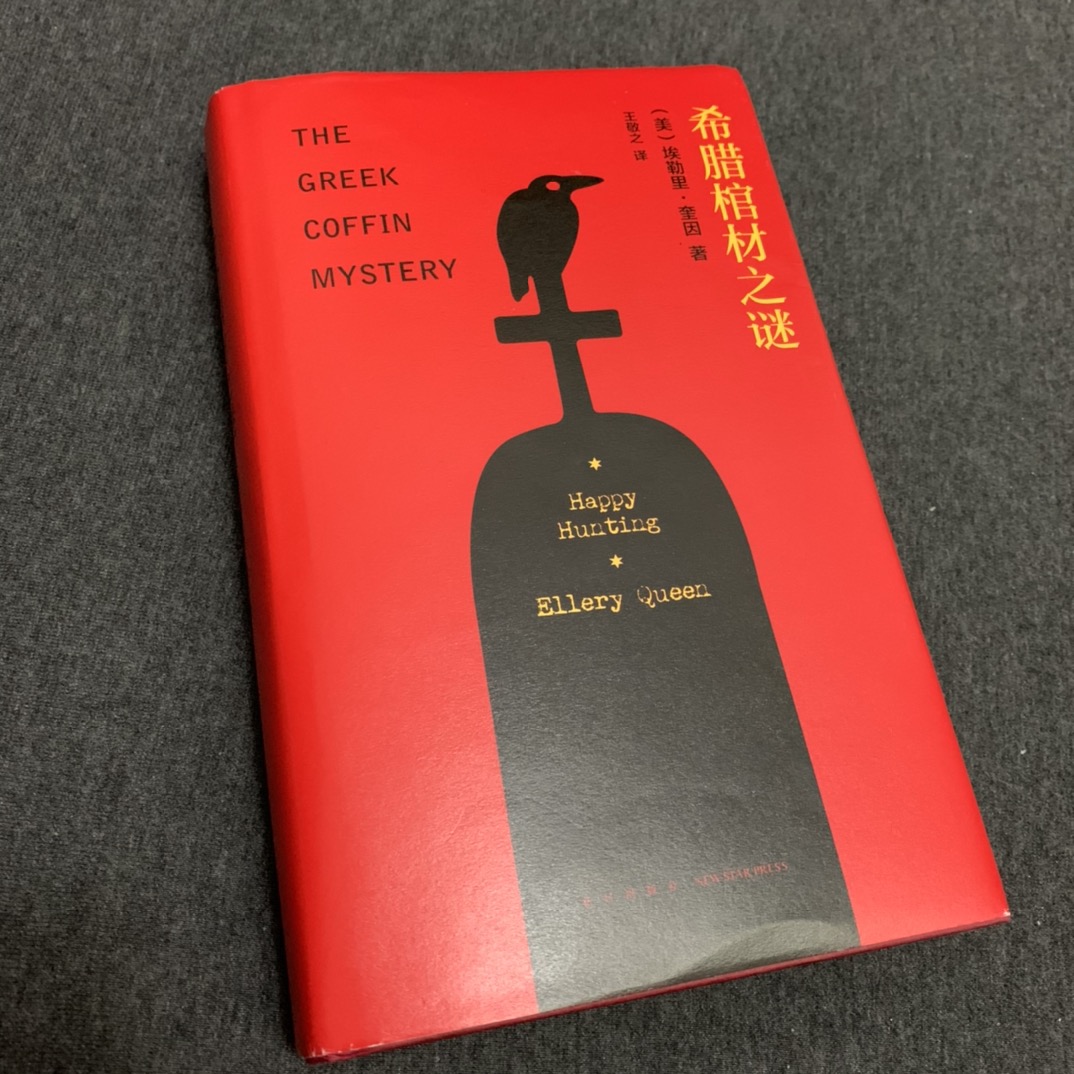 THE
GREEK
COFFIN
MYSTERY
希腊棺材之谜
（美）埃勒里·奎因 著
王敬之 译
Happy
Hunting
Ellery Queen
NEW STAR PRESS